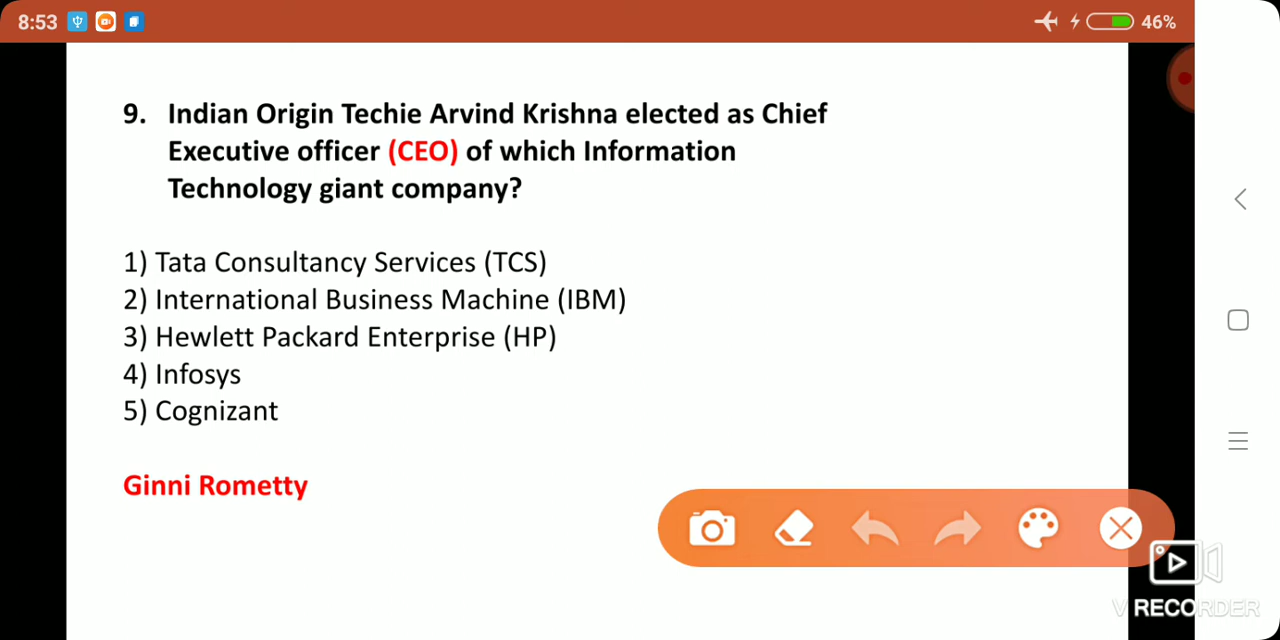 8:53
46%
9. Indian Origin Techie Arvind Krishna elected as Chief
Executive officer (CEO) of which Information
Technology giant company?
1) Tata Consultancy Services (TCS)
2) International Business Machine (IBM)
3) Hewlett Packard Enterprise (HP)
4) Infosys
5) Cognizant
Ginni Rometty
V RECORDER